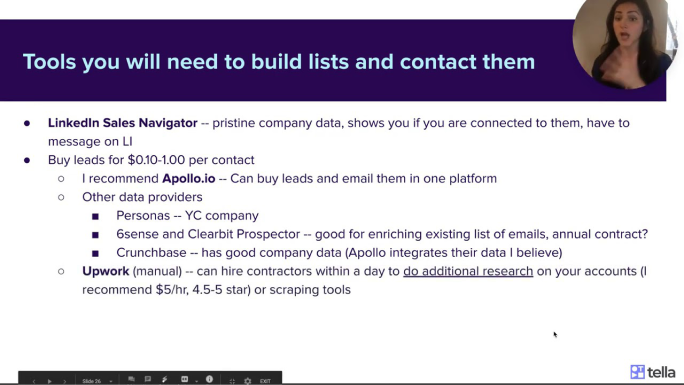 Tools you will need to build lists and contact them
● LinkedIn Sales Navigator -- pristine company data, shows you if you are connected to them, have to
message on LI
● Buy leads for $0.10-1.00 per contact
○ I recommend Apollo.io -- Can buy leads and email them in one platform
○ Other data providers
■ Personas -- YC company
■ 6sense and Clearbit Prospector -- good for enriching existing list of emails, annual contract?
■ Crunchbase -- has good company data (Apollo integrates their data I believe)
○ Upwork (manual) -- can hire contractors within a day to do additional research on your accounts (I
recommend $5/hr, 4.5-5 star) or scraping tools
Slide 26
EXIT
tella